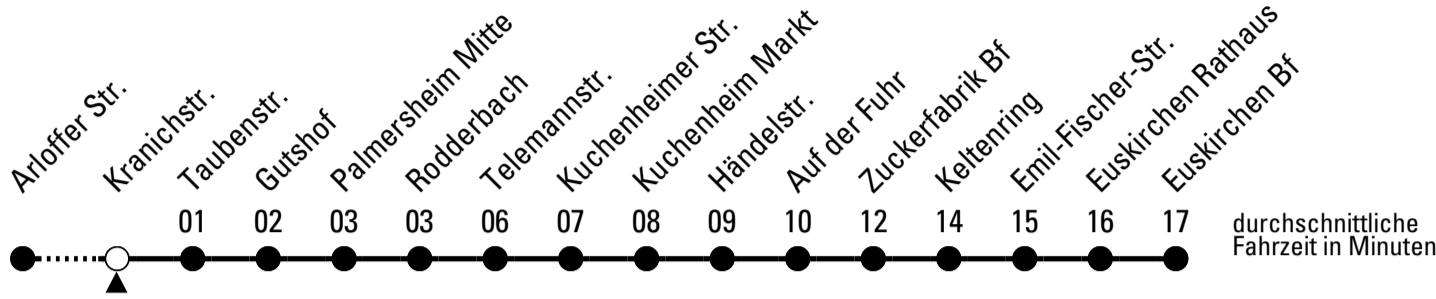 Arloffer Str.
Kranichstr.
Taubenstr.
Gutshof
Palmersheim Mitte
Rodderbach
Telemannstr.
Kuchenheimer Str.
Kuchenheim Markt
Händelstr.
Auf der Fuhr
Zuckerfabrik Bf
Keltenring
Emil-Fischer-Str.
Euskirchen Rathaus
Euskirchen Bf
01 02 03 03 06 07 08 09 10 12 14 15 16 17
durchschnittliche
Fahrzeit in Minuten